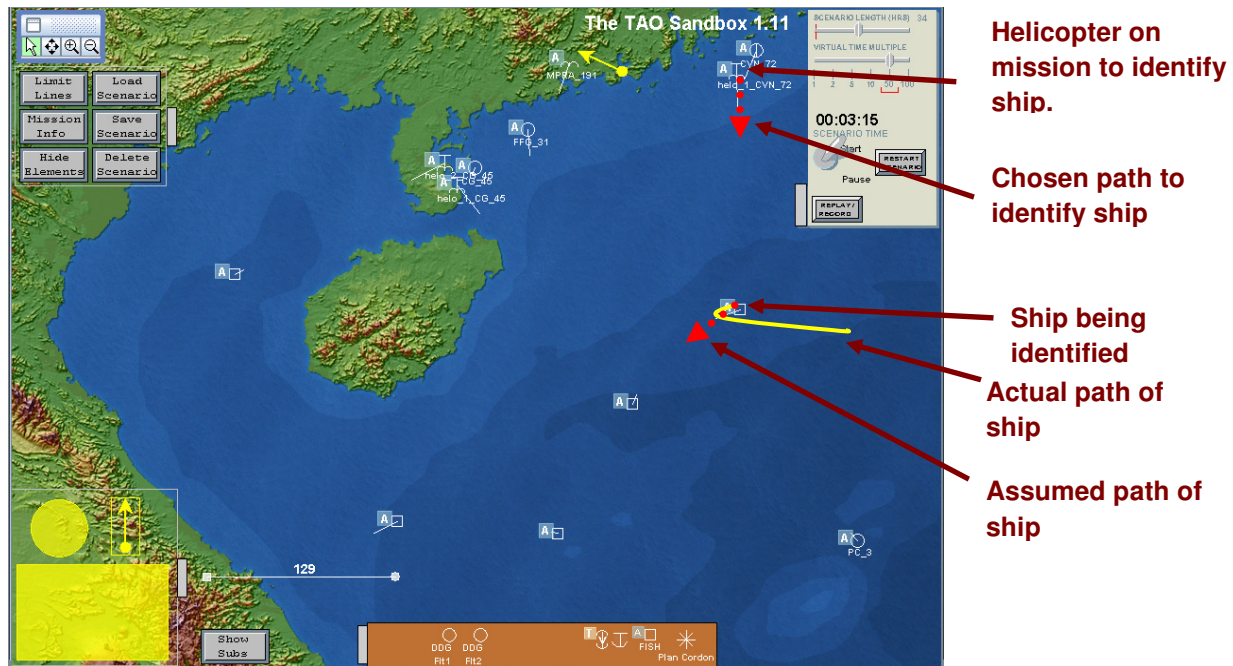 The TAO Sandbox 1.11
Limit Lines
Load Scenario
Mission Info
Save Scenario
Hide Elements
Delete Scenario
A
MPRA_191
A
CVN_72
A
helo_1_CVN_72
A
FFG_31
A
helo_2_CG_45
A
CG_45
A
helo_1_CG_45
SCENARIO LENGTH (HRS) 34
VIRTUAL TIME MULTIPLE
1 2 5 10 50 100
00:03:15
SCENARIO TIME
Start
Pause
RESTART SCENARIO
REPLAY/
RECORD
A
A
A
A
A
A
PC_3
129
Show Subs
DDG
Flt1
DDG
Flt2
T
A
FISH
Plan Cordon
Helicopter on
mission to identify
ship.
Chosen path to
identify ship
Ship being
identified
Actual path of
ship
Assumed path of
ship